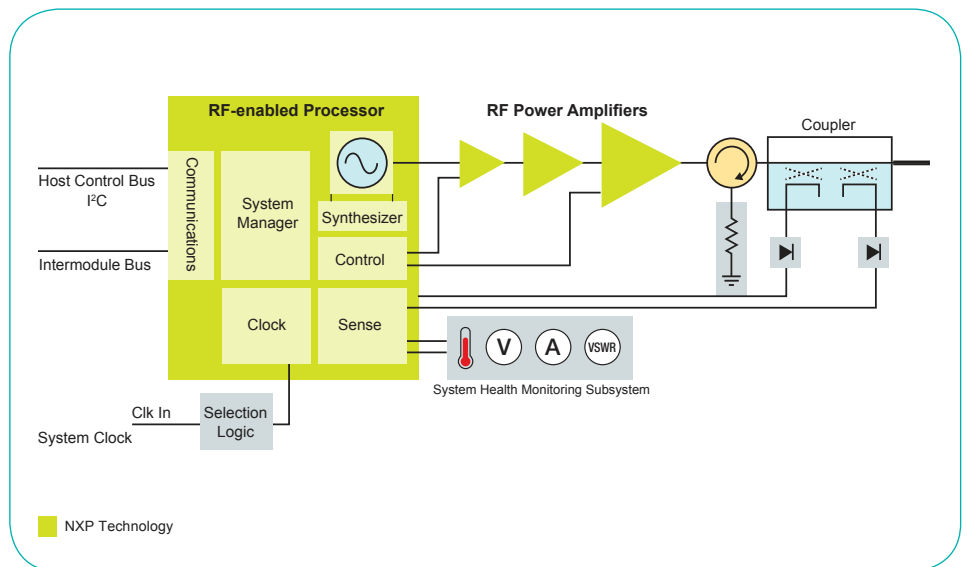 RF-enabled Processor
RF Power Amplifiers
Coupler
Host Control Bus
I²C
Intermodule Bus
Communications
System
Manager
Synthesizer
Control
Clock
Sense
V
A
VSWR
System Health Monitoring Subsystem
Clk In
System Clock
Selection
Logic
NXP Technology